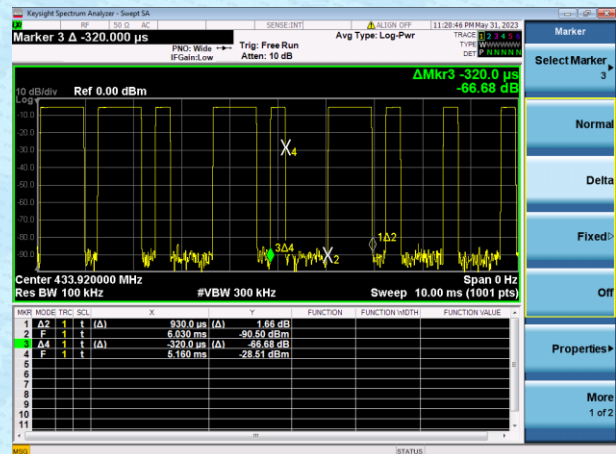 Keysight Spectrum Analyzer - Swept SA
RF 50 Ω AC SENSE:INT ALIGN OFF 11:20:46 PM May 31, 2023
Marker 3 Δ -320.000 µs
PNO: Wide Trig: Free Run
IFGain:Low Atten: 10 dB
Avg Type: Log-Pwr
TRACE 1 2 3 4 5 6
TYPE WWWWWWW
DET P N N N N N
ΔMkr3 -320.0 µs
-66.68 dB
10 dB/div Ref 0.00 dBm
Log
-10.0
-20.0
-30.0
-40.0
-50.0
-60.0
-70.0
-80.0
-90.0
X4
3Δ4
X2
1Δ2
Center 433.920000 MHz Span 0 Hz
Res BW 100 kHz #VBW 300 kHz Sweep 10.00 ms (1001 pts)
MKR MODE TRC SCL X Y FUNCTION FUNCTION WIDTH FUNCTION VALUE
1 Δ2 1 t (Δ) 930.0 µs (Δ) 1.66 dB
2 F 1 t 6.030 ms -90.50 dBm
3 Δ4 1 t (Δ) -320.0 µs (Δ) -66.68 dB
4 F 1 t 5.160 ms -28.51 dBm
5
6
7
8
9
10
11
MSG STATUS
Marker
Select Marker
3
Normal
Delta
Fixed
Off
Properties
More
1 of 2